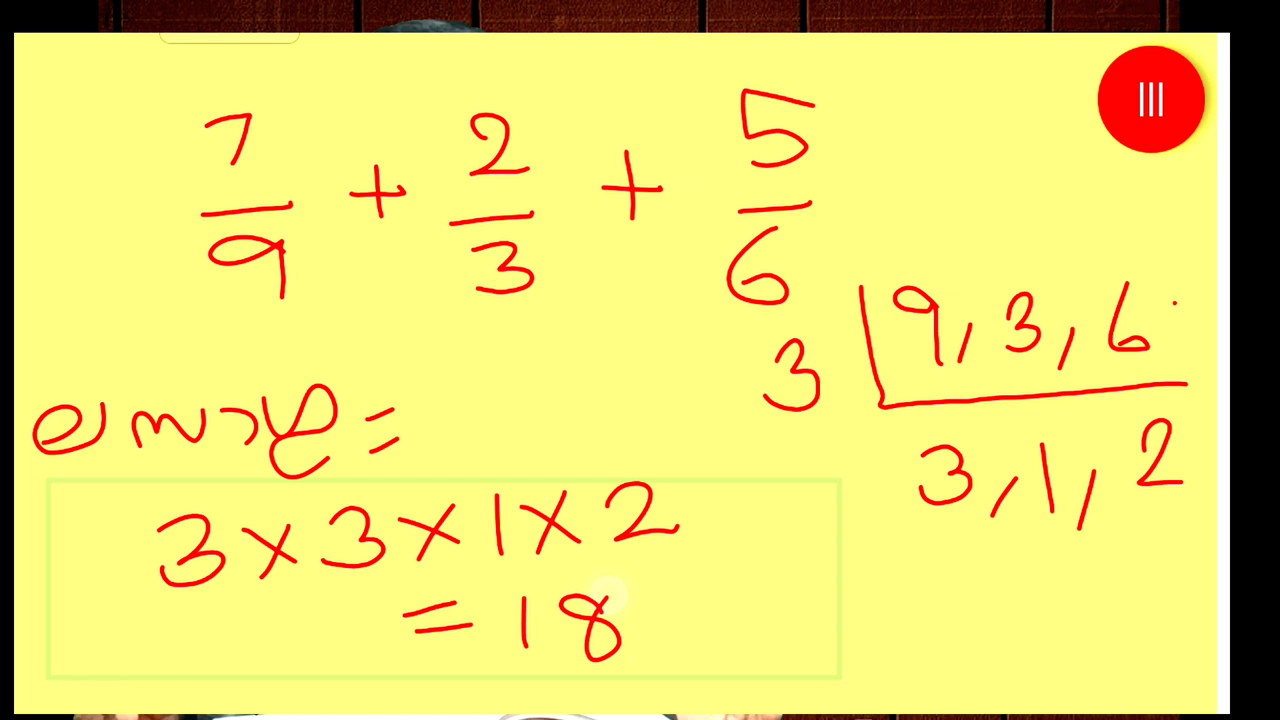 7/9 + 2/3 + 5/6
3 | 9, 3, 6
3, 1, 2
ലസാഗു =
3 × 3 × 1 × 2
= 18